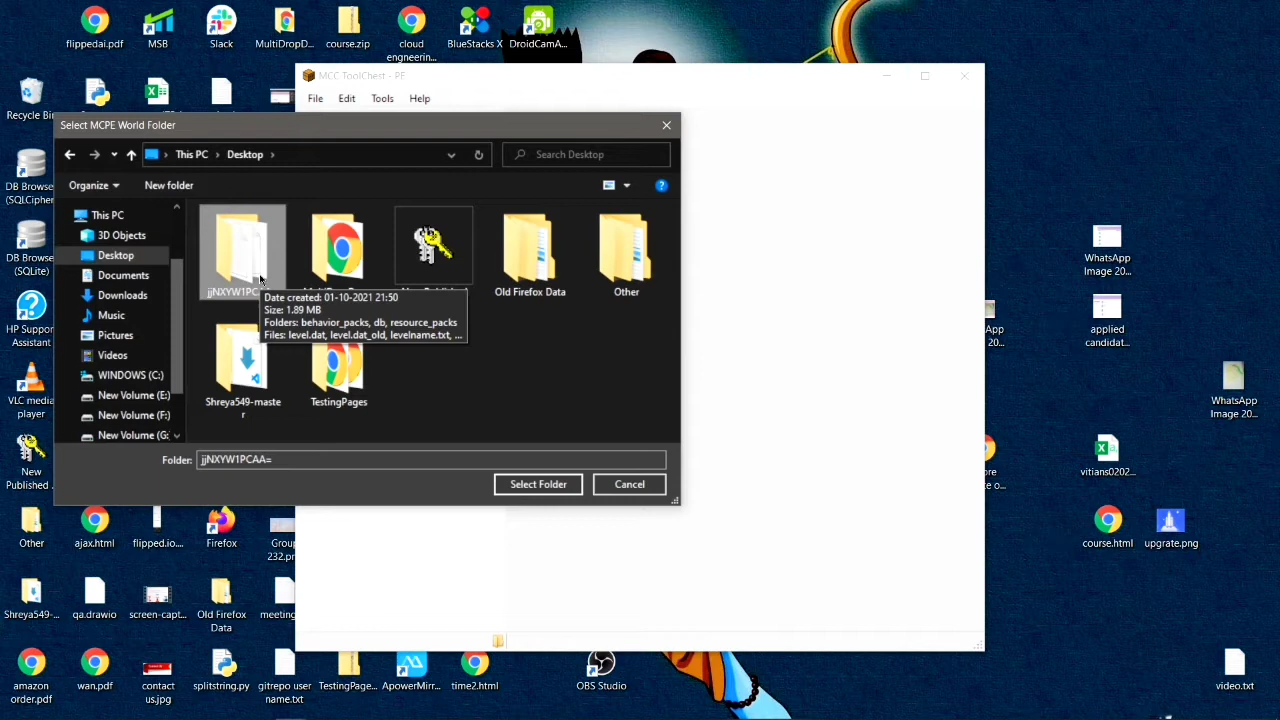 flippedai.pdf
MSB
Slack
MultiDropD...
course.zip
cloud
engneerin...
BlueStacks X
DroidCamA...
MCC ToolChest - PE
File Edit Tools Help
Recycle Bin
Select MCPE World Folder
This PC > Desktop >
Search Desktop
Organize
New folder
This PC
3D Objects
Desktop
Documents
Downloads
Music
Pictures
Videos
WINDOWS (C:)
New Volume (E:)
New Volume (F:)
New Volume (G:
jjNXYW1PCAA=
Old Firefox Data
Other
Date created: 01-10-2021 21:50
Size: 1.89 MB
Folders: behavior_packs, db, resource_packs
Files: level.dat, level.dat_old, levelname.txt, ...
Shreya549-maste
r
TestingPages
Folder: jjNXYW1PCAA=
Select Folder
Cancel
DB Browser
(SQLCipher
DB Browser
(SQLite)
HP Support
Assistant
VLC media
player
New
Published ...
Other
ajax.html
flipped.io....
Firefox
Group
232.pn
Shreya549-...
qa.drawio
screen-capt...
Old Firefox
Data
meeting
amazon
order.pdf
wan.pdf
contact
us.jpg
splitstring.py
gitrepo user
name.txt
TestingPage...
ApowerMirr...
time2.html
OBS Studio
WhatsApp
Image 20...
App
20...
applied
candidat...
WhatsApp
Image 20...
ore
e o...
vitians0202...
course.html
upgrate.png
video.txt